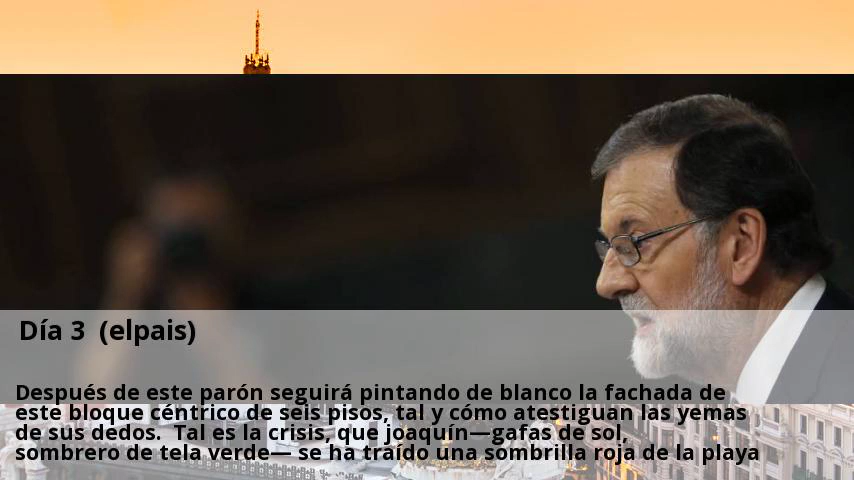 Día 3 (elpais)
Después de este parón seguirá pintando de blanco la fachada de
este bloque céntrico de seis pisos, tal y cómo atestiguan las yemas
de sus dedos. Tal es la crisis, que joaquín—gafas de sol,
sombrero de tela verde— se ha traído una sombrilla roja de la playa